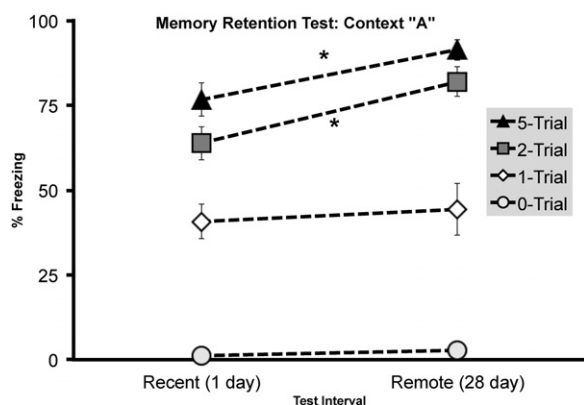 Memory Retention Test: Context "A"
100
*
75
*
5-Trial
2-Trial
1-Trial
0-Trial
% Freezing
50
25
0
Recent (1 day)
Remote (28 day)
Test Interval